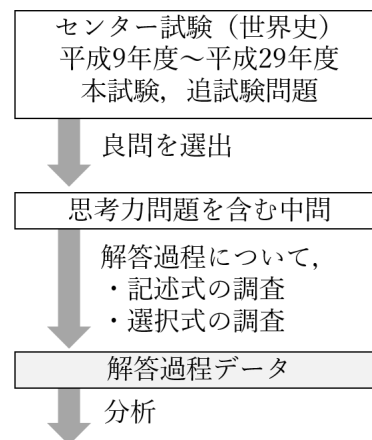 センター試験（世界史）
平成9年度～平成29年度
本試験，追試験問題
良問を選出
思考力問題を含む中問
解答過程について，
・記述式の調査
・選択式の調査
解答過程データ
分析